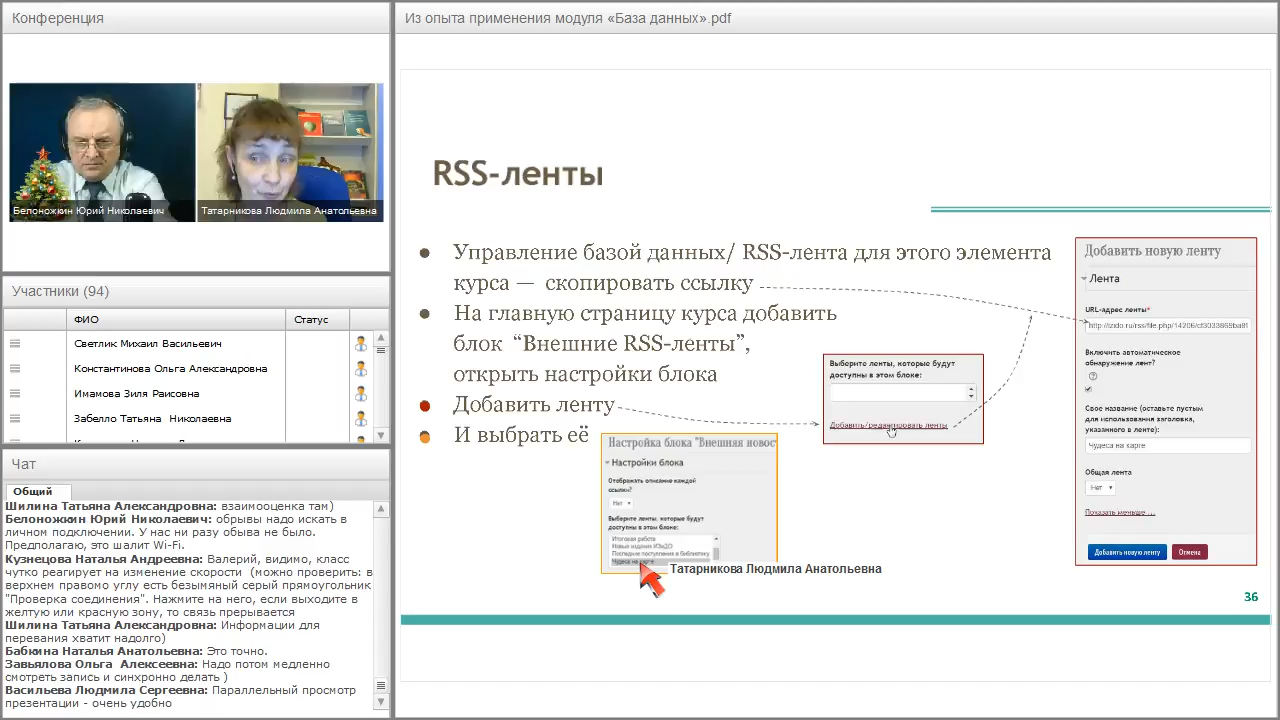 Конференция
Белоножкин Юрий Николаевич
Татарникова Людмила Анатольевна
Участники (94)
ФИО
Статус
Светлик Михаил Васильевич
Константинова Ольга Александровна
Имамова Зиля Раисовна
Забелло Татьяна Николаевна
Чат
Общий
Шилина Татьяна Александровна: взаимооценка там)
Белоножкин Юрий Николаевич: обрывы надо искать в
личном подключении. У нас ни разу обыва не было.
Предполагаю, это шалит Wi-Fi.
Кузнецова Наталья Андреевна: Валерий, видимо, класс
чутко реагирует на изменение скорости (можно проверить: в
верхнем правомо углу есть безымяный серый прямоугольник
"Проверка соединения". Нажмите на него, если выходите в
желтую или красную зону, то связь прерывается
Шилина Татьяна Александровна: Информации для
перевания хватит надолго)
Бабкина Наталья Анатольевна: Это точно.
Завьялова Ольга Алексеевна: Надо потом медленно
смотреть запись и синхронно делать )
Васильева Людмила Сергеевна: Параллельный просмотр
презентации - очень удобно
Из опыта применения модуля «База данных».pdf
RSS-ленты
Управление базой данных/ RSS-лента для этого элемента
курса — скопировать ссылку
На главную страницу курса добавить
блок “Внешние RSS-ленты”,
открыть настройки блока
Добавить ленту
И выбрать её
Выберите ленты, которые будут
доступны в этом блоке:
Добавить/редактировать ленты
Настройка блока "Внешняя новос
Настройки блока
Отображать описание каждой
ссылки?
Нет
Выберите ленты, которые будут
доступны в этом блоке:
Итоговая работа
Новые издания ИЗиДО
Последние поступления в библиотеку
Чудеса на карте
Татарникова Людмила Анатольевна
Добавить новую ленту
Лента
URL-адрес ленты*
Включить автоматическое
обнаружение лент?
Свое название (оставьте пустым
для использования заголовка,
указанного в ленте):
Чудеса на карте
Общая лента
Нет
Показать меньше ...
Добавить новую ленту
Отмена
36